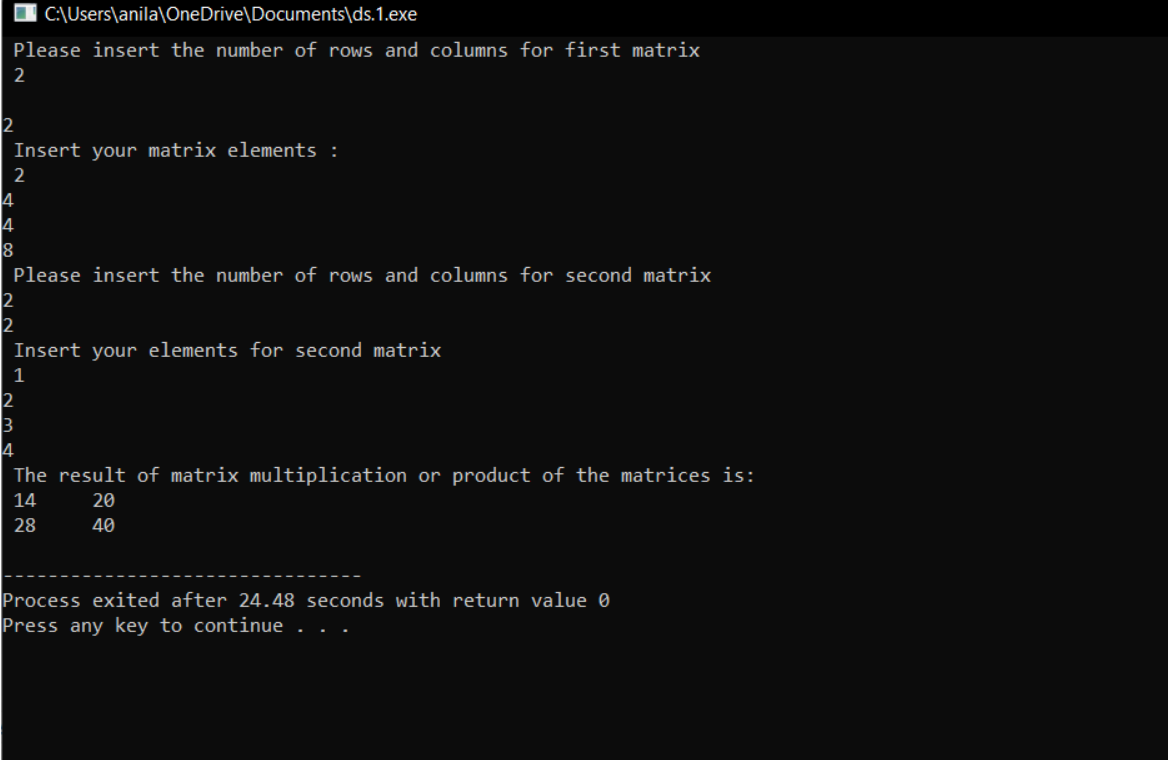 C:\Users\anila\OneDrive\Documents\ds.1.exe
Please insert the number of rows and columns for first matrix
2
2
Insert your matrix elements :
2
4
4
8
Please insert the number of rows and columns for second matrix
2
2
Insert your elements for second matrix
1
2
3
4
The result of matrix multiplication or product of the matrices is:
14 20
28 40
--------------------------------
Process exited after 24.48 seconds with return value 0
Press any key to continue . . .